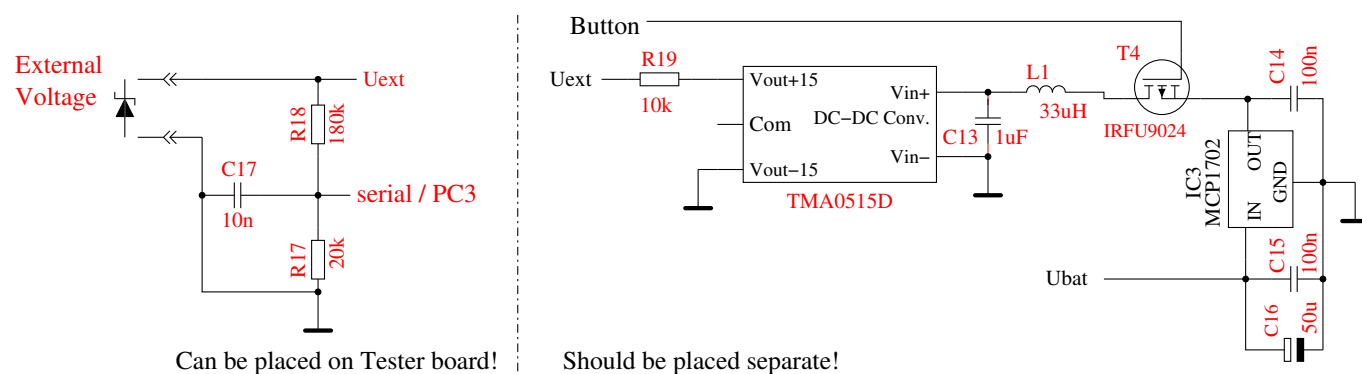 External
Voltage
Uext
R18
180k
C17
10n
serial / PC3
R17
20k
Can be placed on Tester board!
Button
Uext
R19
10k
Vout+15
Com
Vout−15
Vin+
DC−DC Conv.
Vin−
TMA0515D
C13
1uF
L1
33uH
T4
IRFU9024
C14
100n
IC3
MCP1702
OUT
GND
IN
Ubat
C15
100n
C16
50u
Should be placed separate!